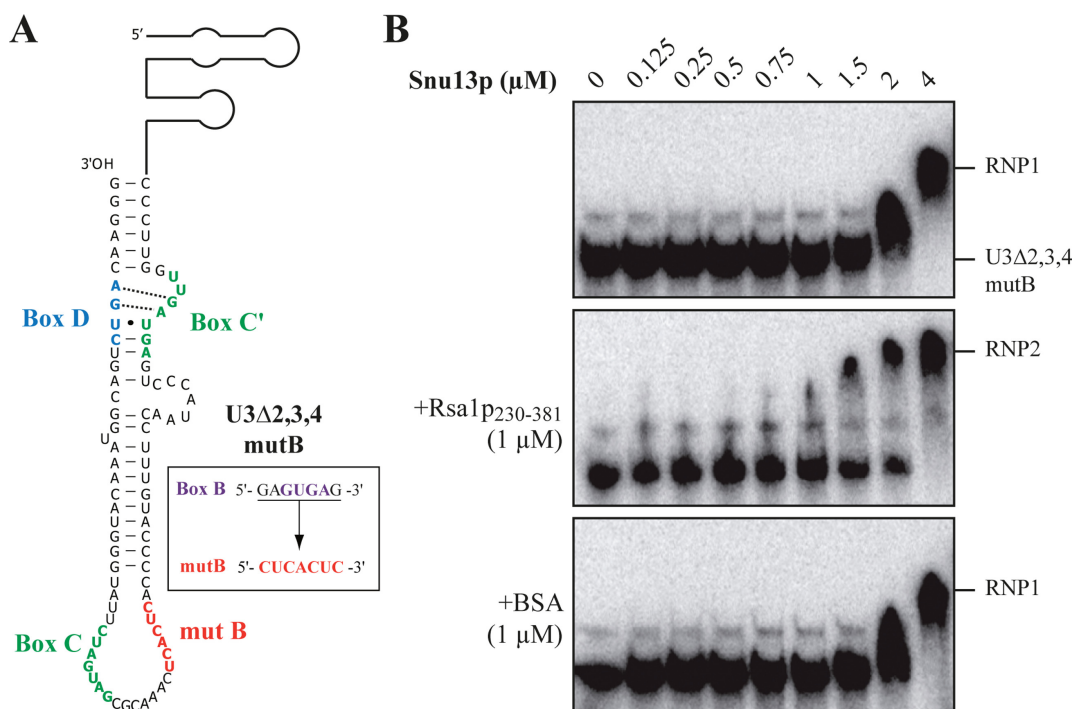 A
B
5′
3'OH
G – C
G – C
G – C
A – U
A – U
C – G
G U U G A
A
G
U • U
C – G
A
U G
G U C C C A U A A C
A
C
G
G – C
U
A – U
A – U
A – U
C – G
A – U
U – A
G – C
G – C
G – C
U C
A A
U
U
C U A G U A G
C G C A A A C
C U C A C U
Box D
Box C'
Box C
mut B
U3Δ2,3,4
mutB
Box B 5'- GAGUGAG -3'
mutB 5'- CUCACUC -3'
Snu13p (µM) 0 0.125 0.25 0.5 0.75 1 1.5 2 4
RNP1
U3Δ2,3,4
mutB
+Rsa1p230-381
(1 µM)
RNP2
+BSA
(1 µM)
RNP1